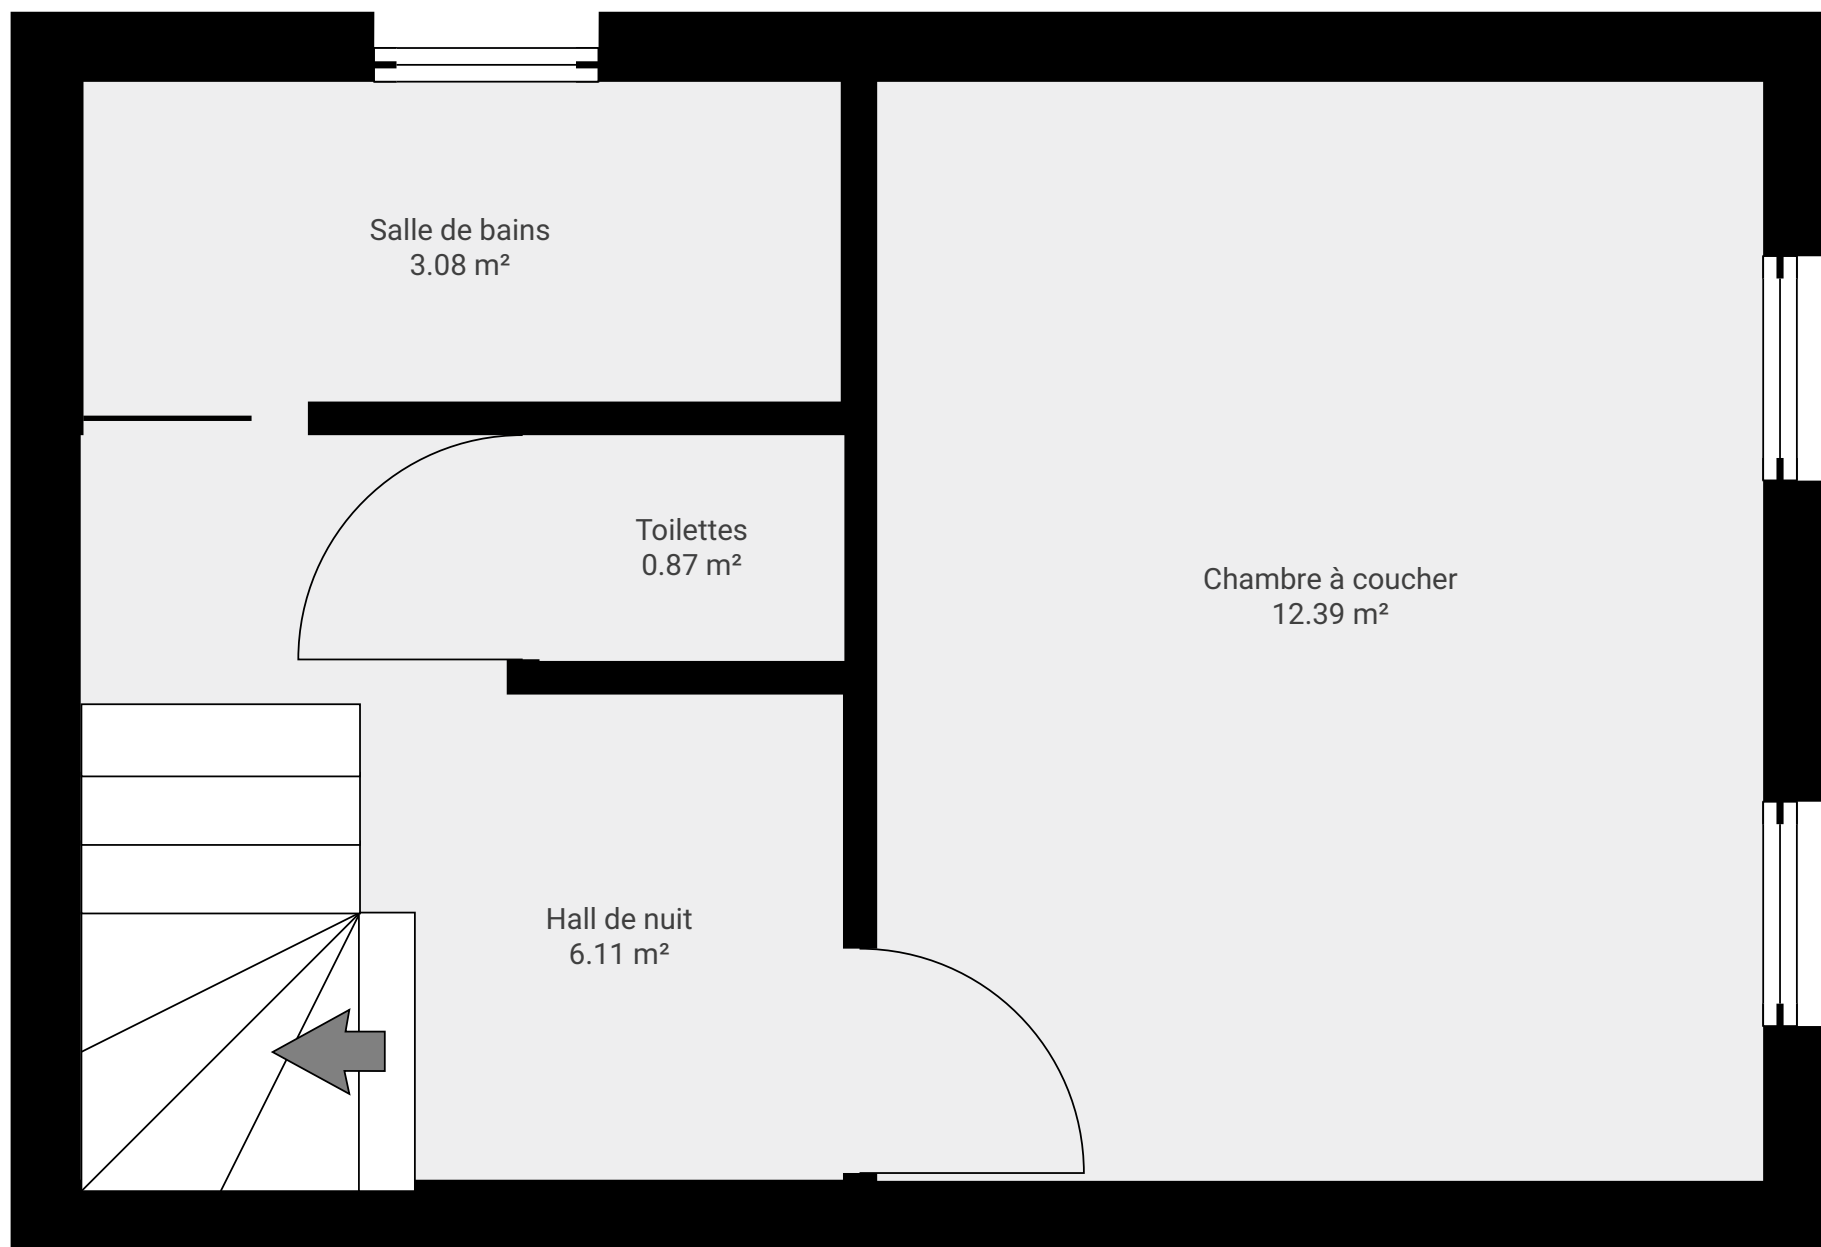 Salle de bains
3.08 m²
Toilettes
0.87 m²
Chambre à coucher
12.39 m²
Hall de nuit
6.11 m²